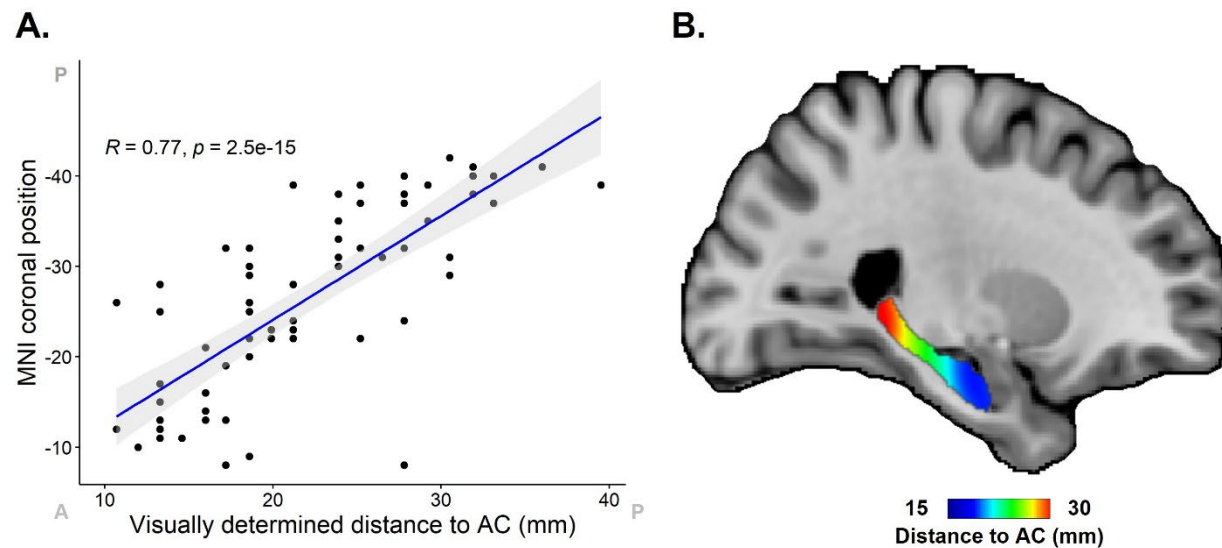 A.
P
R = 0.77, p = 2.5e-15
MNI coronal position
-40
-30
-20
-10
10
20
30
40
A
Visually determined distance to AC (mm)
P
B.
15
30
Distance to AC (mm)